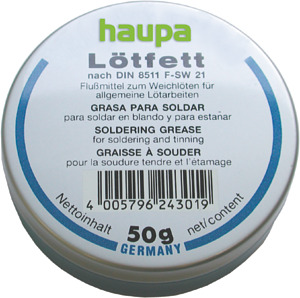 haupa
Lötfett
nach DIN 8511 F-SW 21
Flußmittel zum Weichlöten für
allgemeine Lötarbeiten
GRASA PARA SOLDAR
para soldar en blando y para estanar
SOLDERING GREASE
for soldering and tinning
GRAISSE À SOUDER
pour la soudure tendre et l'étamage
4 005796 243019
Nettoinhalt 50g net/content
GERMANY